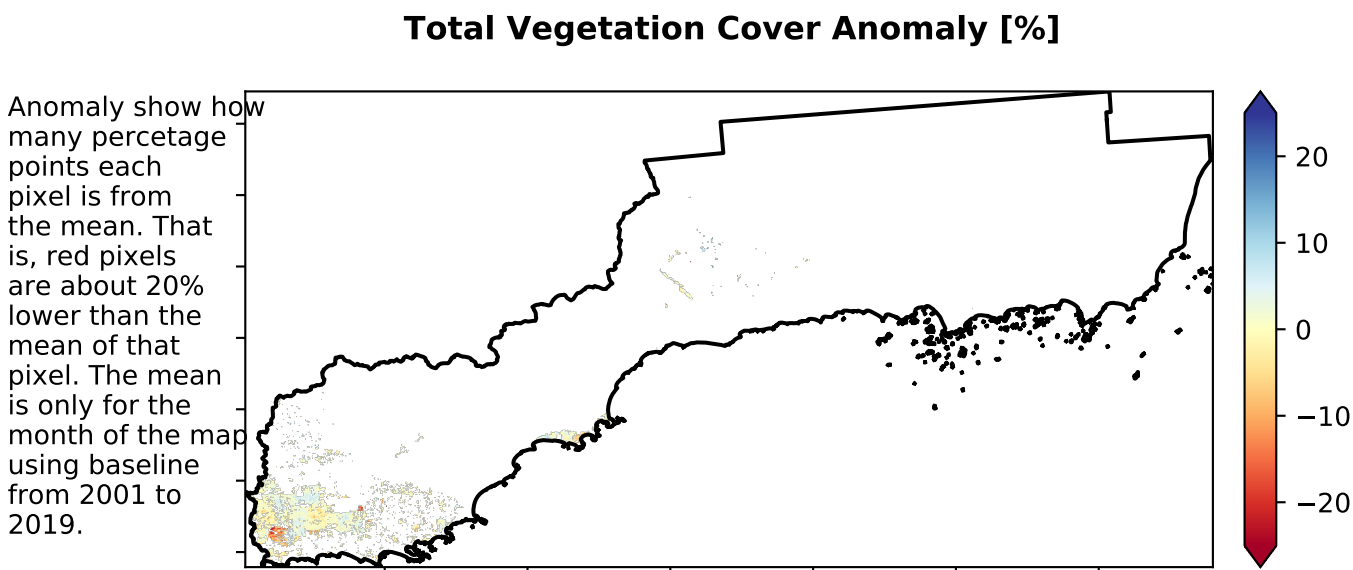 Total Vegetation Cover Anomaly [%]
Anomaly show how
many percetage
points each
pixel is from
the mean. That
is, red pixels
are about 20%
lower than the
mean of that
pixel. The mean
is only for the
month of the map
using baseline
from 2001 to
2019.
20
10
0
−10
−20